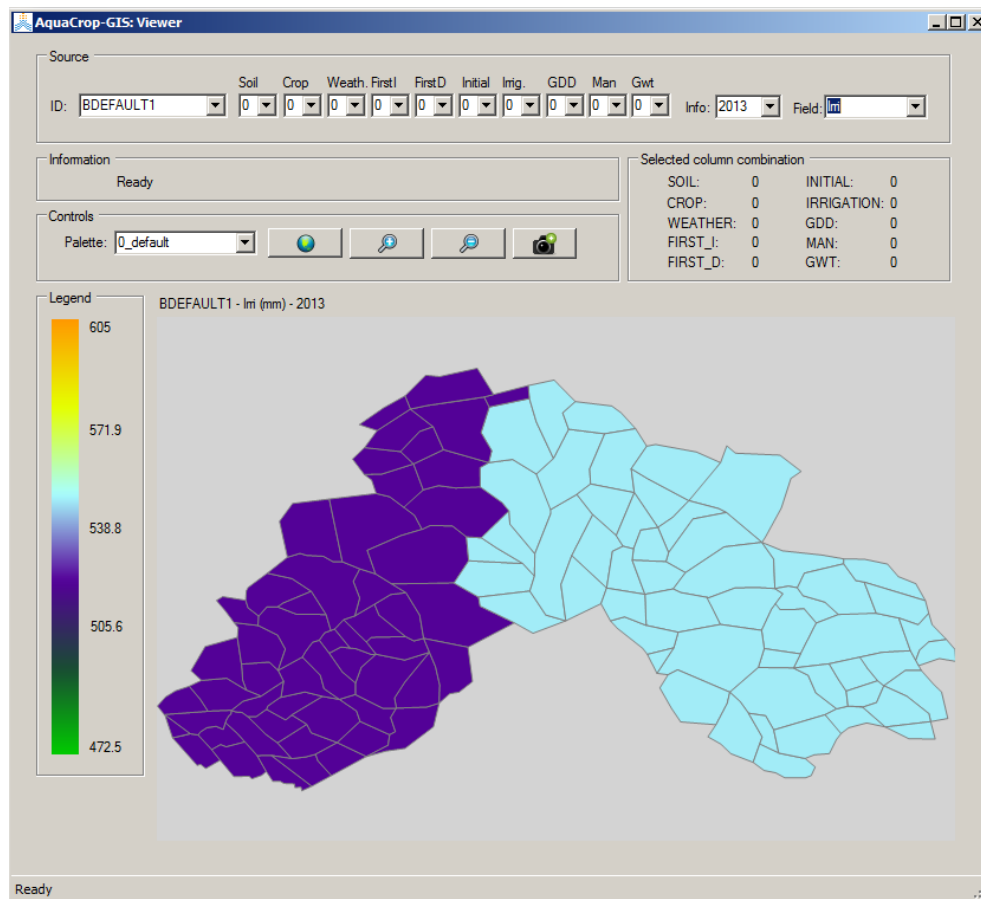 AquaCrop-GIS: Viewer
Source
Soil Crop Weath. FirstI FirstD Initial Irrig. GDD Man Gwt
ID: BDEFAULT1 0 0 0 0 0 0 0 0 0 0 Info: 2013 Field: Irri
Information
Ready
Selected column combination
SOIL: 0 INITIAL: 0
CROP: 0 IRRIGATION: 0
WEATHER: 0 GDD: 0
FIRST_I: 0 MAN: 0
FIRST_D: 0 GWT: 0
Controls
Palette: 0_default
Legend
605
571.9
538.8
505.6
472.5
BDEFAULT1 - Irri (mm) - 2013
Ready